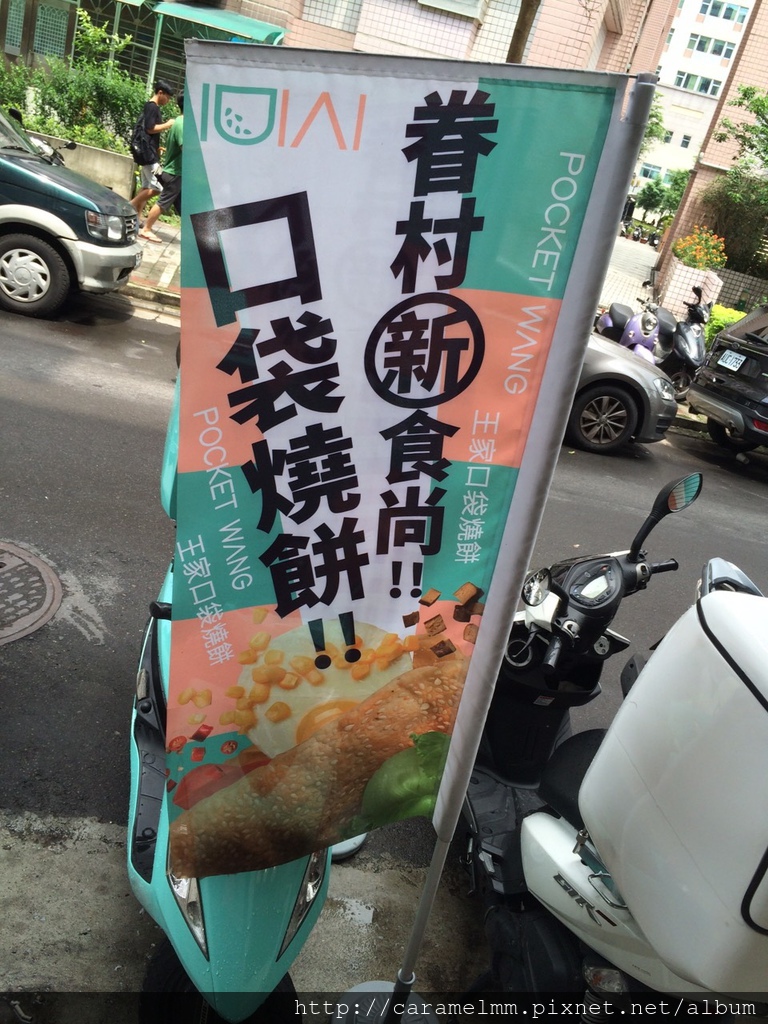 眷村新食尚!!
口袋燒餅!!
POCKET WANG 王家口袋燒餅
POCKET WANG 王家口袋燒餅
http://caramelmm.pixnet.net/album